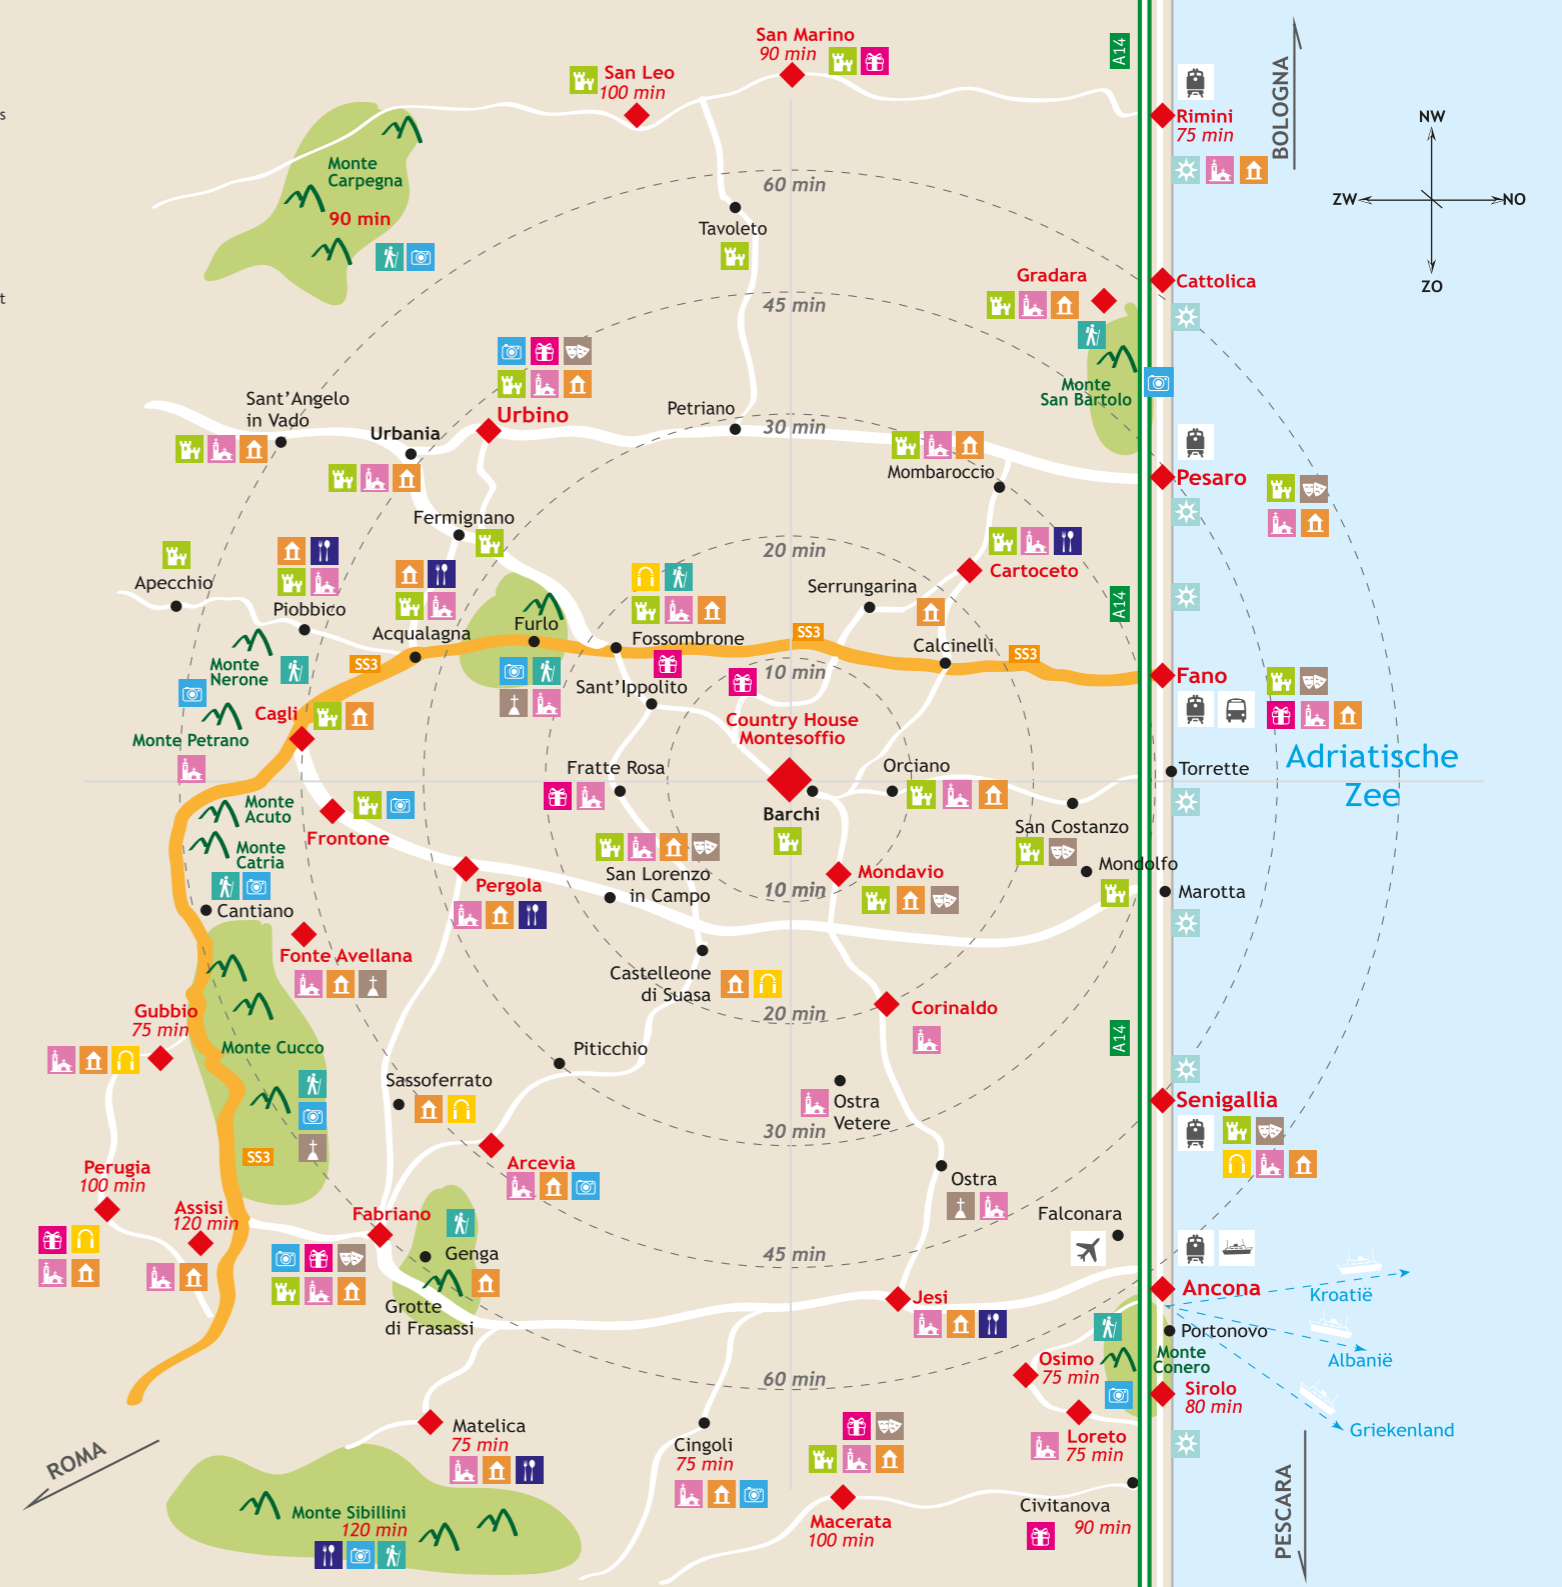 San Marino
90 min
San Leo
100 min
A14
Rimini
75 min
BOLOGNA
NW
ZW
NO
ZO
s
Monte
Carpegna
90 min
60 min
Tavoleto
Gradara
Cattolica
t
45 min
Monte
San Bartolo
Sant'Angelo
in Vado
Urbania
Urbino
Petriano
30 min
Mombaroccio
Pesaro
Fermignano
Apecchio
Piobbico
Acqualagna
Furlo
20 min
Serrungarina
Cartoceto
A14
Fossombrone
SS3
Calcinelli
SS3
SS3
Monte
Nerone
10 min
Fano
Sant'Ippolito
Cagli
Monte Petrano
Country House
Montesoffio
Adriatische
Zee
Fratte Rosa
Orciano
Torrette
Barchi
Monte
Acuto
Frontone
Monte
Catria
San Costanzo
Mondolfo
Marotta
Pergola
San Lorenzo
in Campo
Mondavio
10 min
Cantiano
Fonte Avellana
Castelleone
di Suasa
Corinaldo
Gubbio
75 min
20 min
A14
Monte Cucco
Piticchio
Sassoferrato
Ostra
Vetere
Senigallia
30 min
SS3
Arcevia
Perugia
100 min
Assisi
120 min
Fabriano
Ostra
Falconara
Genga
45 min
Ancona
Kroatië
Grotte
di Frasassi
Jesi
Portonovo
Albanië
Monte
Conero
Osimo
75 min
60 min
Sirolo
80 min
Griekenland
Matelica
75 min
Cingoli
75 min
Loreto
75 min
ROMA
Monte Sibillini
120 min
Macerata
100 min
Civitanova
90 min
PESCARA